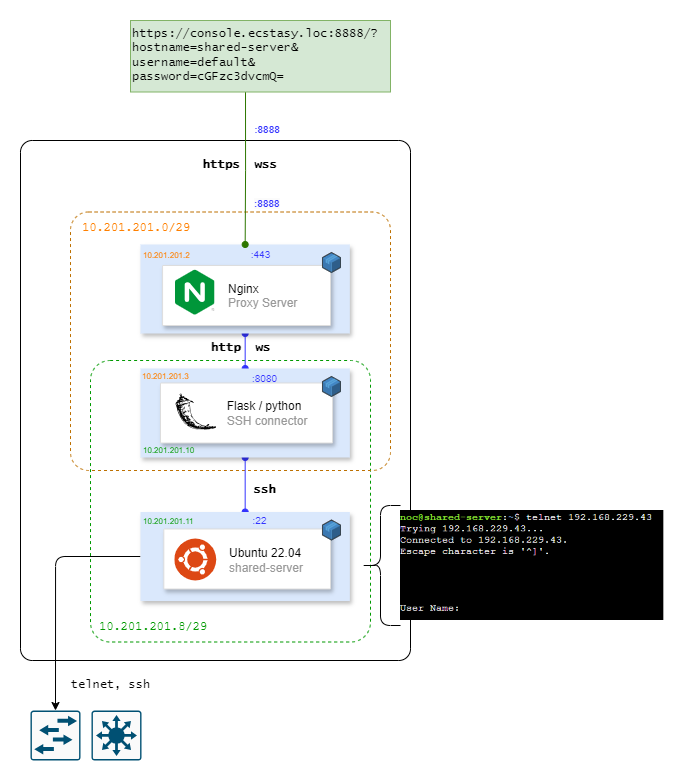 https://console.ecstasy.loc:8888/?
hostname=shared-server&
username=default&
password=cGFzc3dvcmQ=
:8888
https wss
:8888
10.201.201.0/29
10.201.201.2
:443
Nginx
Proxy Server
http ws
10.201.201.3
:8080
Flask / python
SSH connector
10.201.201.10
ssh
10.201.201.11
:22
Ubuntu 22.04
shared-server
10.201.201.8/29
noc@shared-server:~$ telnet 192.168.229.43
Trying 192.168.229.43...
Connected to 192.168.229.43.
Escape character is '^]'.
User Name:
telnet, ssh